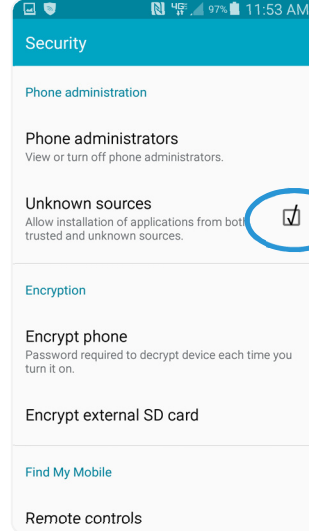 4G 97% 11:53 AM
Security
Phone administration
Phone administrators
View or turn off phone administrators.
Unknown sources
Allow installation of applications from both
trusted and unknown sources.
Encryption
Encrypt phone
Password required to decrypt device each time you
turn it on.
Encrypt external SD card
Find My Mobile
Remote controls